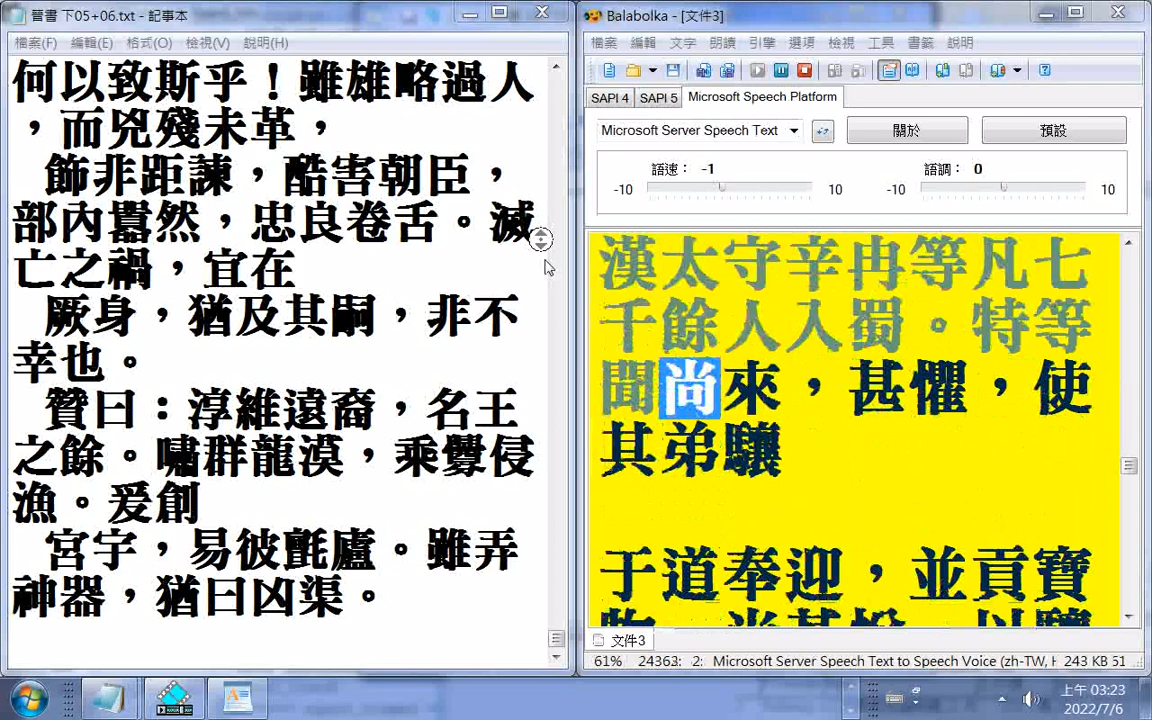 晉書 下05+06.txt - 記事本
檔案(F) 編輯(E) 格式(O) 檢視(V) 說明(H)
何以致斯乎！雖雄略過人
，而兇殘未革，
飾非距諫，酷害朝臣，
部內囂然，忠良卷舌。滅
亡之禍，宜在
厥身，猶及其嗣，非不
幸也。
贊曰：淳維遠裔，名王
之餘。嘯群龍漠，乘釁侵
漁。爰創
宮宇，易彼氈廬。雖弄
神器，猶曰凶渠。
Balabolka - [文件3]
檔案 編輯 文字 朗讀 引擎 選項 檢視 工具 書籤 說明
SAPI 4 SAPI 5 Microsoft Speech Platform
Microsoft Server Speech Text 關於 預設
語速： -1 語調： 0
-10 10 -10 10
漢太守辛冉等凡七
千餘人入蜀。特等
聞尚來，甚懼，使
其弟驤
于道奉迎，並貢寶
文件3
61% 24363: 2: Microsoft Server Speech Text to Speech Voice (zh-TW, H 243 KB 51
上午 03:23
2022/7/6